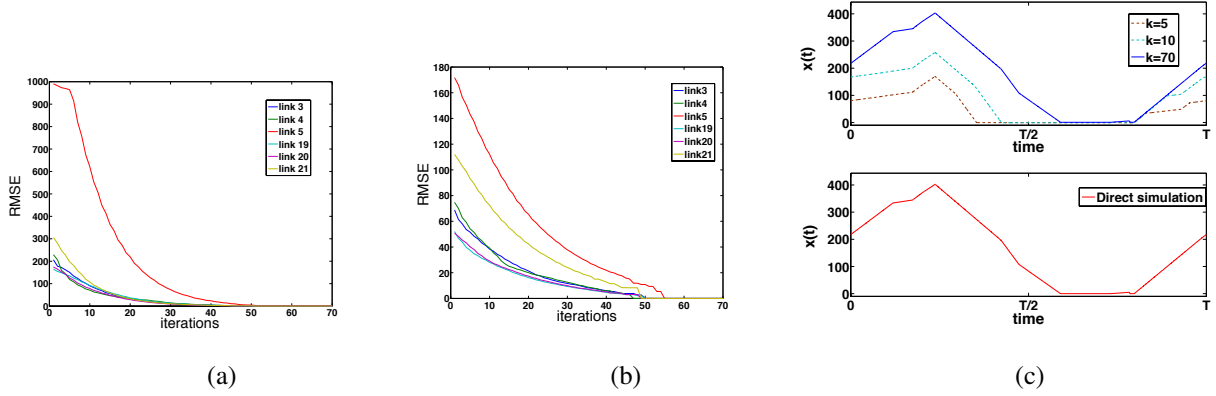 1000
900
800
700
600
500
400
300
200
100
0
0
10
20
30
40
50
60
70
RMSE
iterations
link 3
link 4
link 5
link 19
link 20
link 21
(a)
180
160
140
120
100
80
60
40
20
0
0
10
20
30
40
50
60
70
RMSE
iterations
link3
link4
link5
link19
link20
link21
(b)
400
300
200
100
0
x(t)
k=5
k=10
k=70
0
T/2
T
time
400
300
200
100
0
x(t)
Direct simulation
0
T/2
T
time
(c)